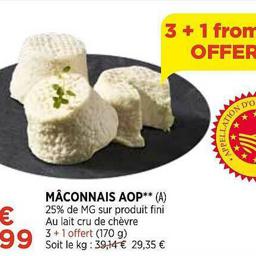 3 + 1 from
OFFER
APPELLATION D'O
MÂCONNAIS AOP** (A)
25% de MG sur produit fini
Au lait cru de chèvre
3 + 1 offert (170 g)
Soit le kg : 39,14 € 29,35 €
€
99